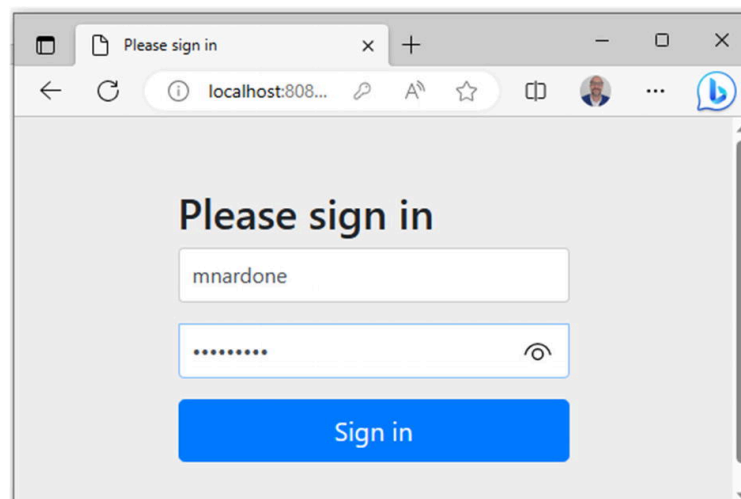 Please sign in
localhost:808...
Please sign in
mnardone
•••••••••
Sign in